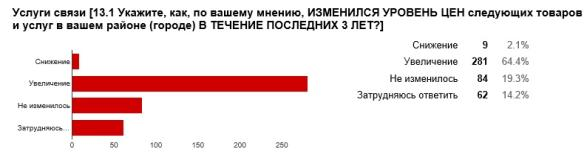 Услуги связи [13.1 Укажите, как, по вашему мнению, ИЗМЕНИЛСЯ УРОВЕНЬ ЦЕН следующих товаров
и услуг в вашем районе (городе) В ТЕЧЕНИЕ ПОСЛЕДНИХ 3 ЛЕТ?]
Снижение
Увеличение
Не изменилось
Затрудняюсь…
0 50 100 150 200 250
Снижение 9 2.1%
Увеличение 281 64.4%
Не изменилось 84 19.3%
Затрудняюсь ответить 62 14.2%